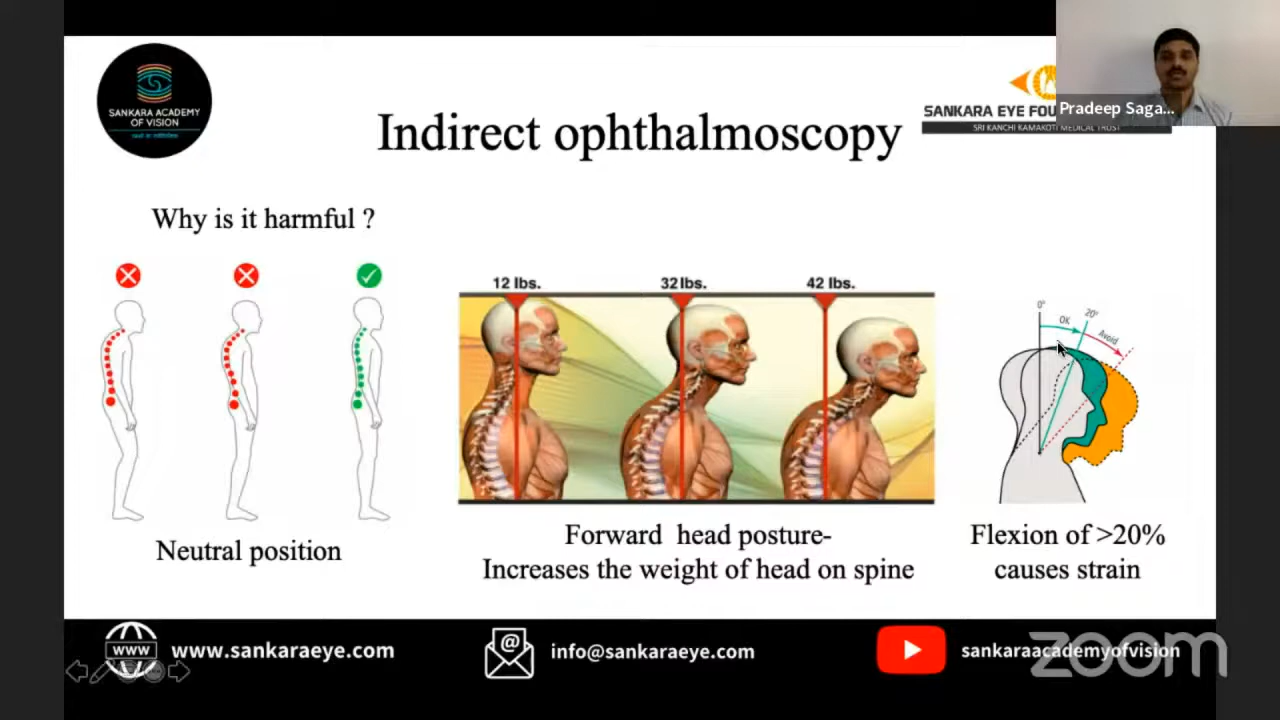 SANKARA ACADEMY
OF VISION
Indirect ophthalmoscopy
SANKARA EYE FOU
SRI KANCHI KAMAKOTI MEDICAL TRUST
Pradeep Saga...
Why is it harmful ?
12 lbs.
32 lbs.
42 lbs.
0°
OK
20°
Avoid
Neutral position
Forward head posture-
Increases the weight of head on spine
Flexion of >20%
causes strain
www
www.sankaraeye.com
@
info@sankaraeye.com
sankaraacademyofvision
zoom